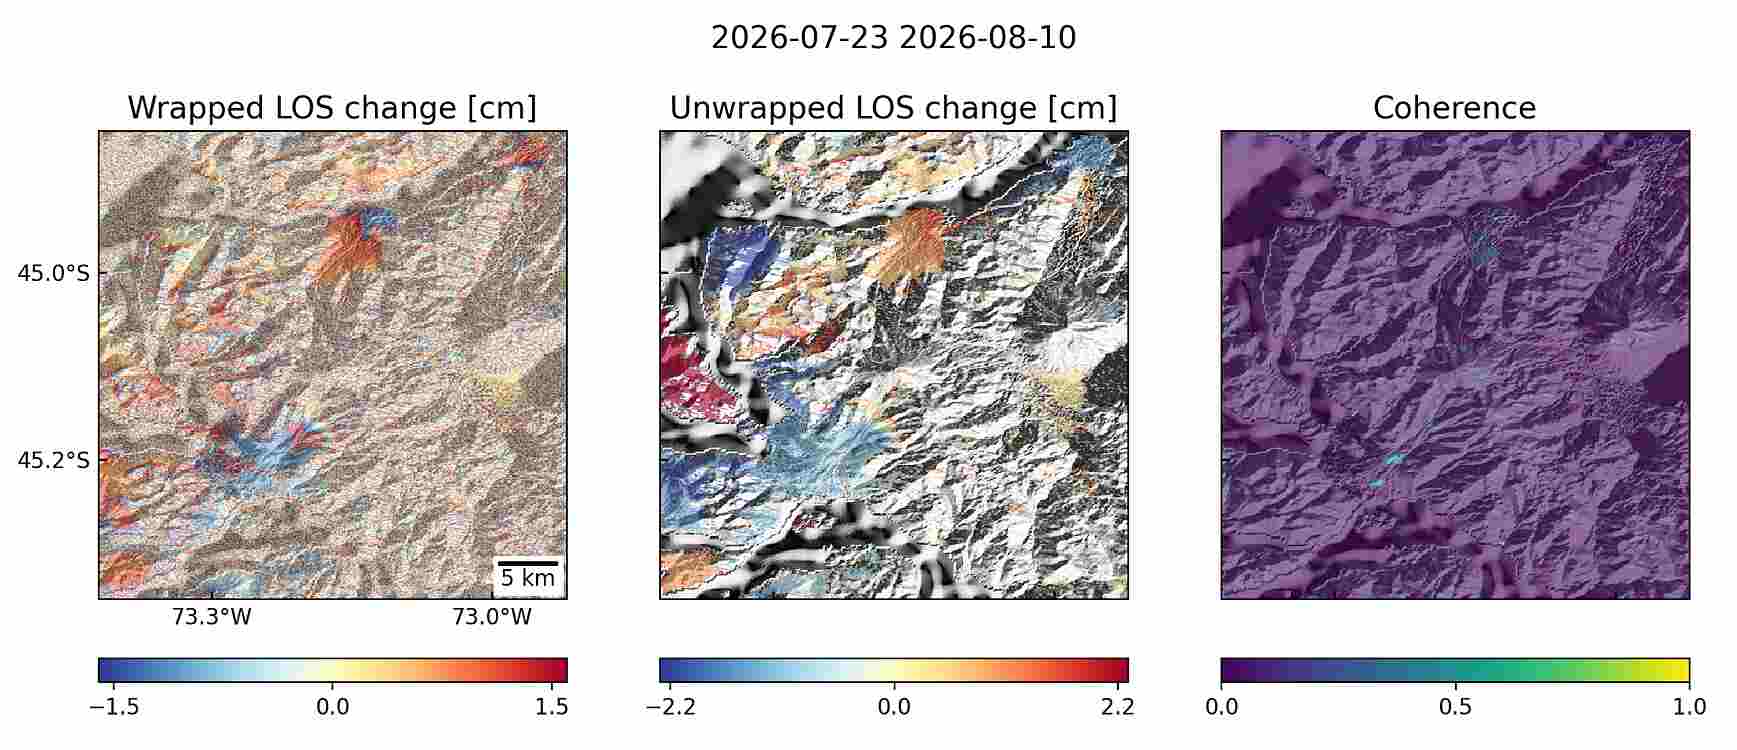 2026-07-23 2026-08-10
Wrapped LOS change [cm]
Unwrapped LOS change [cm]
Coherence
45.0°S
45.2°S
5 km
73.3°W
73.0°W
−1.5
0.0
1.5
−2.2
0.0
2.2
0.0
0.5
1.0